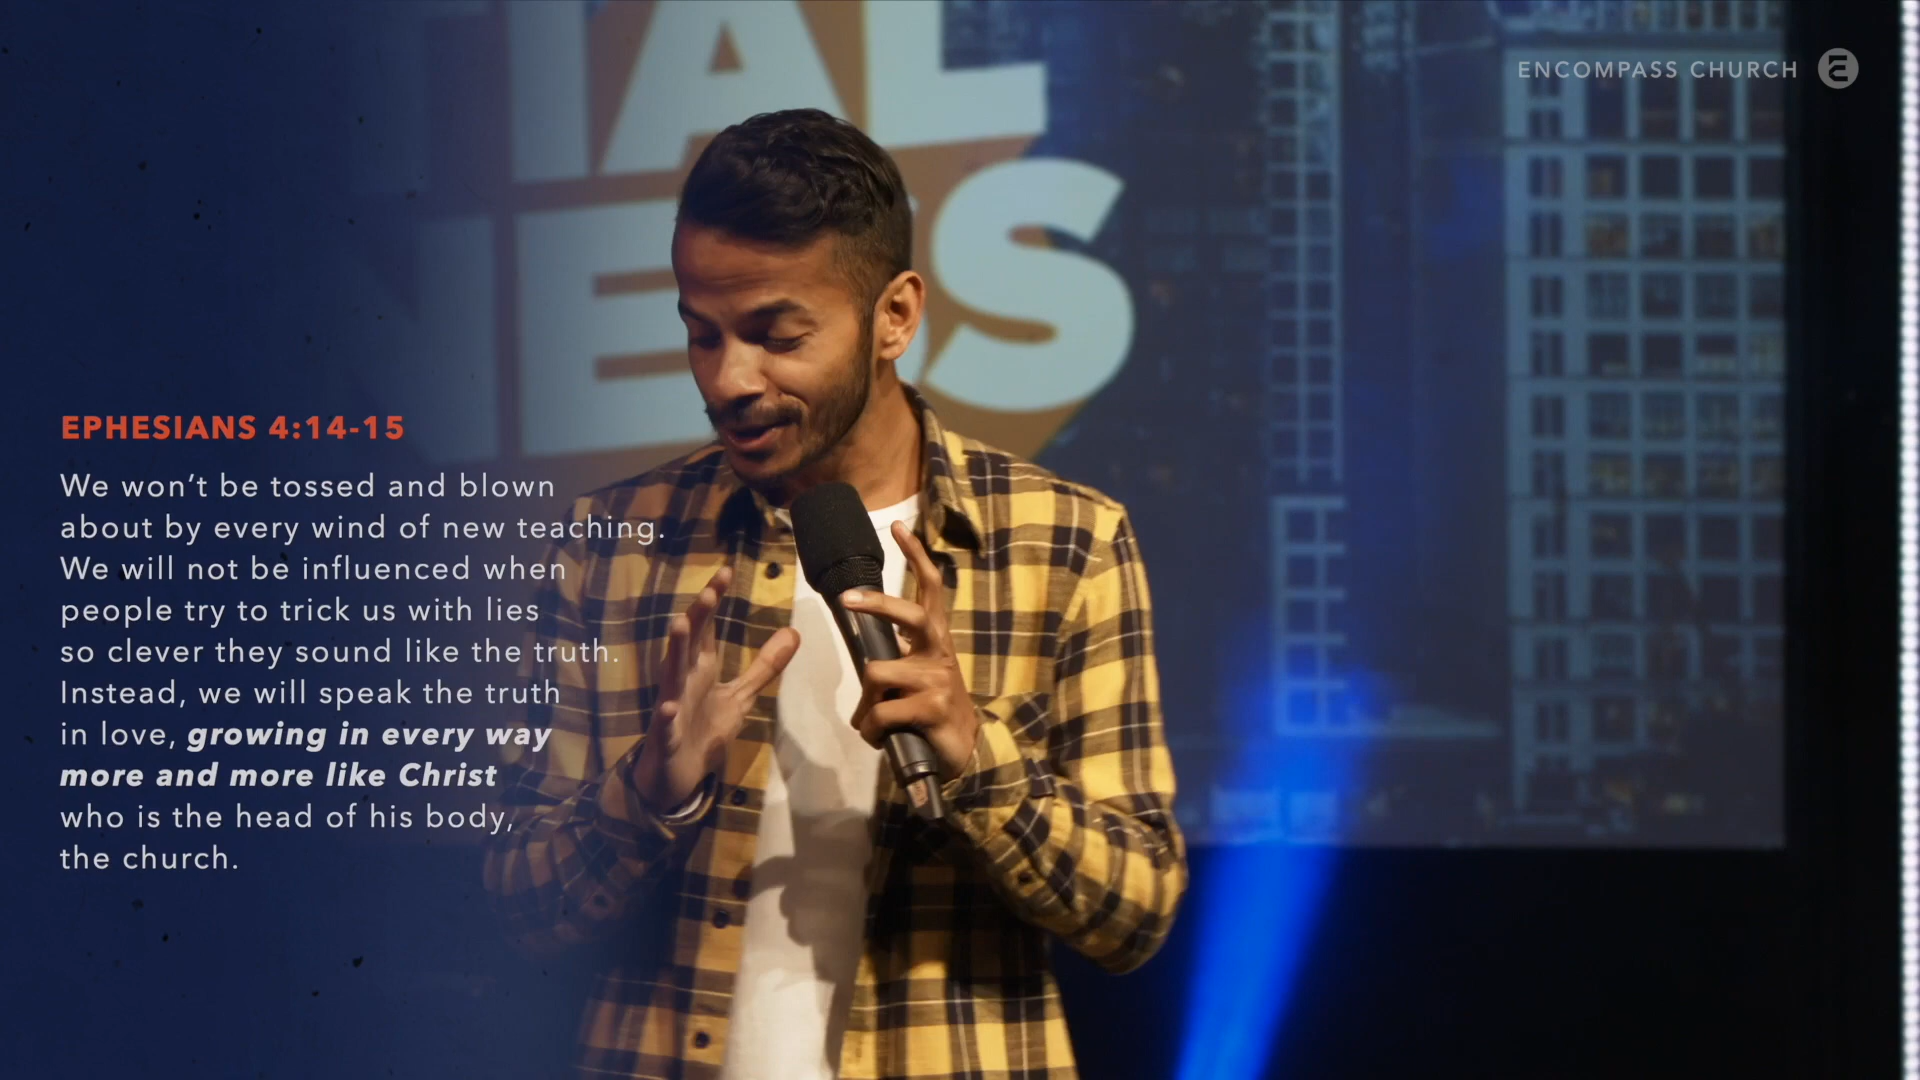 IAL
NESS
ENCOMPASS CHURCH
EPHESIANS 4:14-15
We won't be tossed and blown
about by every wind of new teaching.
We will not be influenced when
people try to trick us with lies
so clever they sound like the truth.
Instead, we will speak the truth
in love, growing in every way
more and more like Christ
who is the head of his body,
the church.